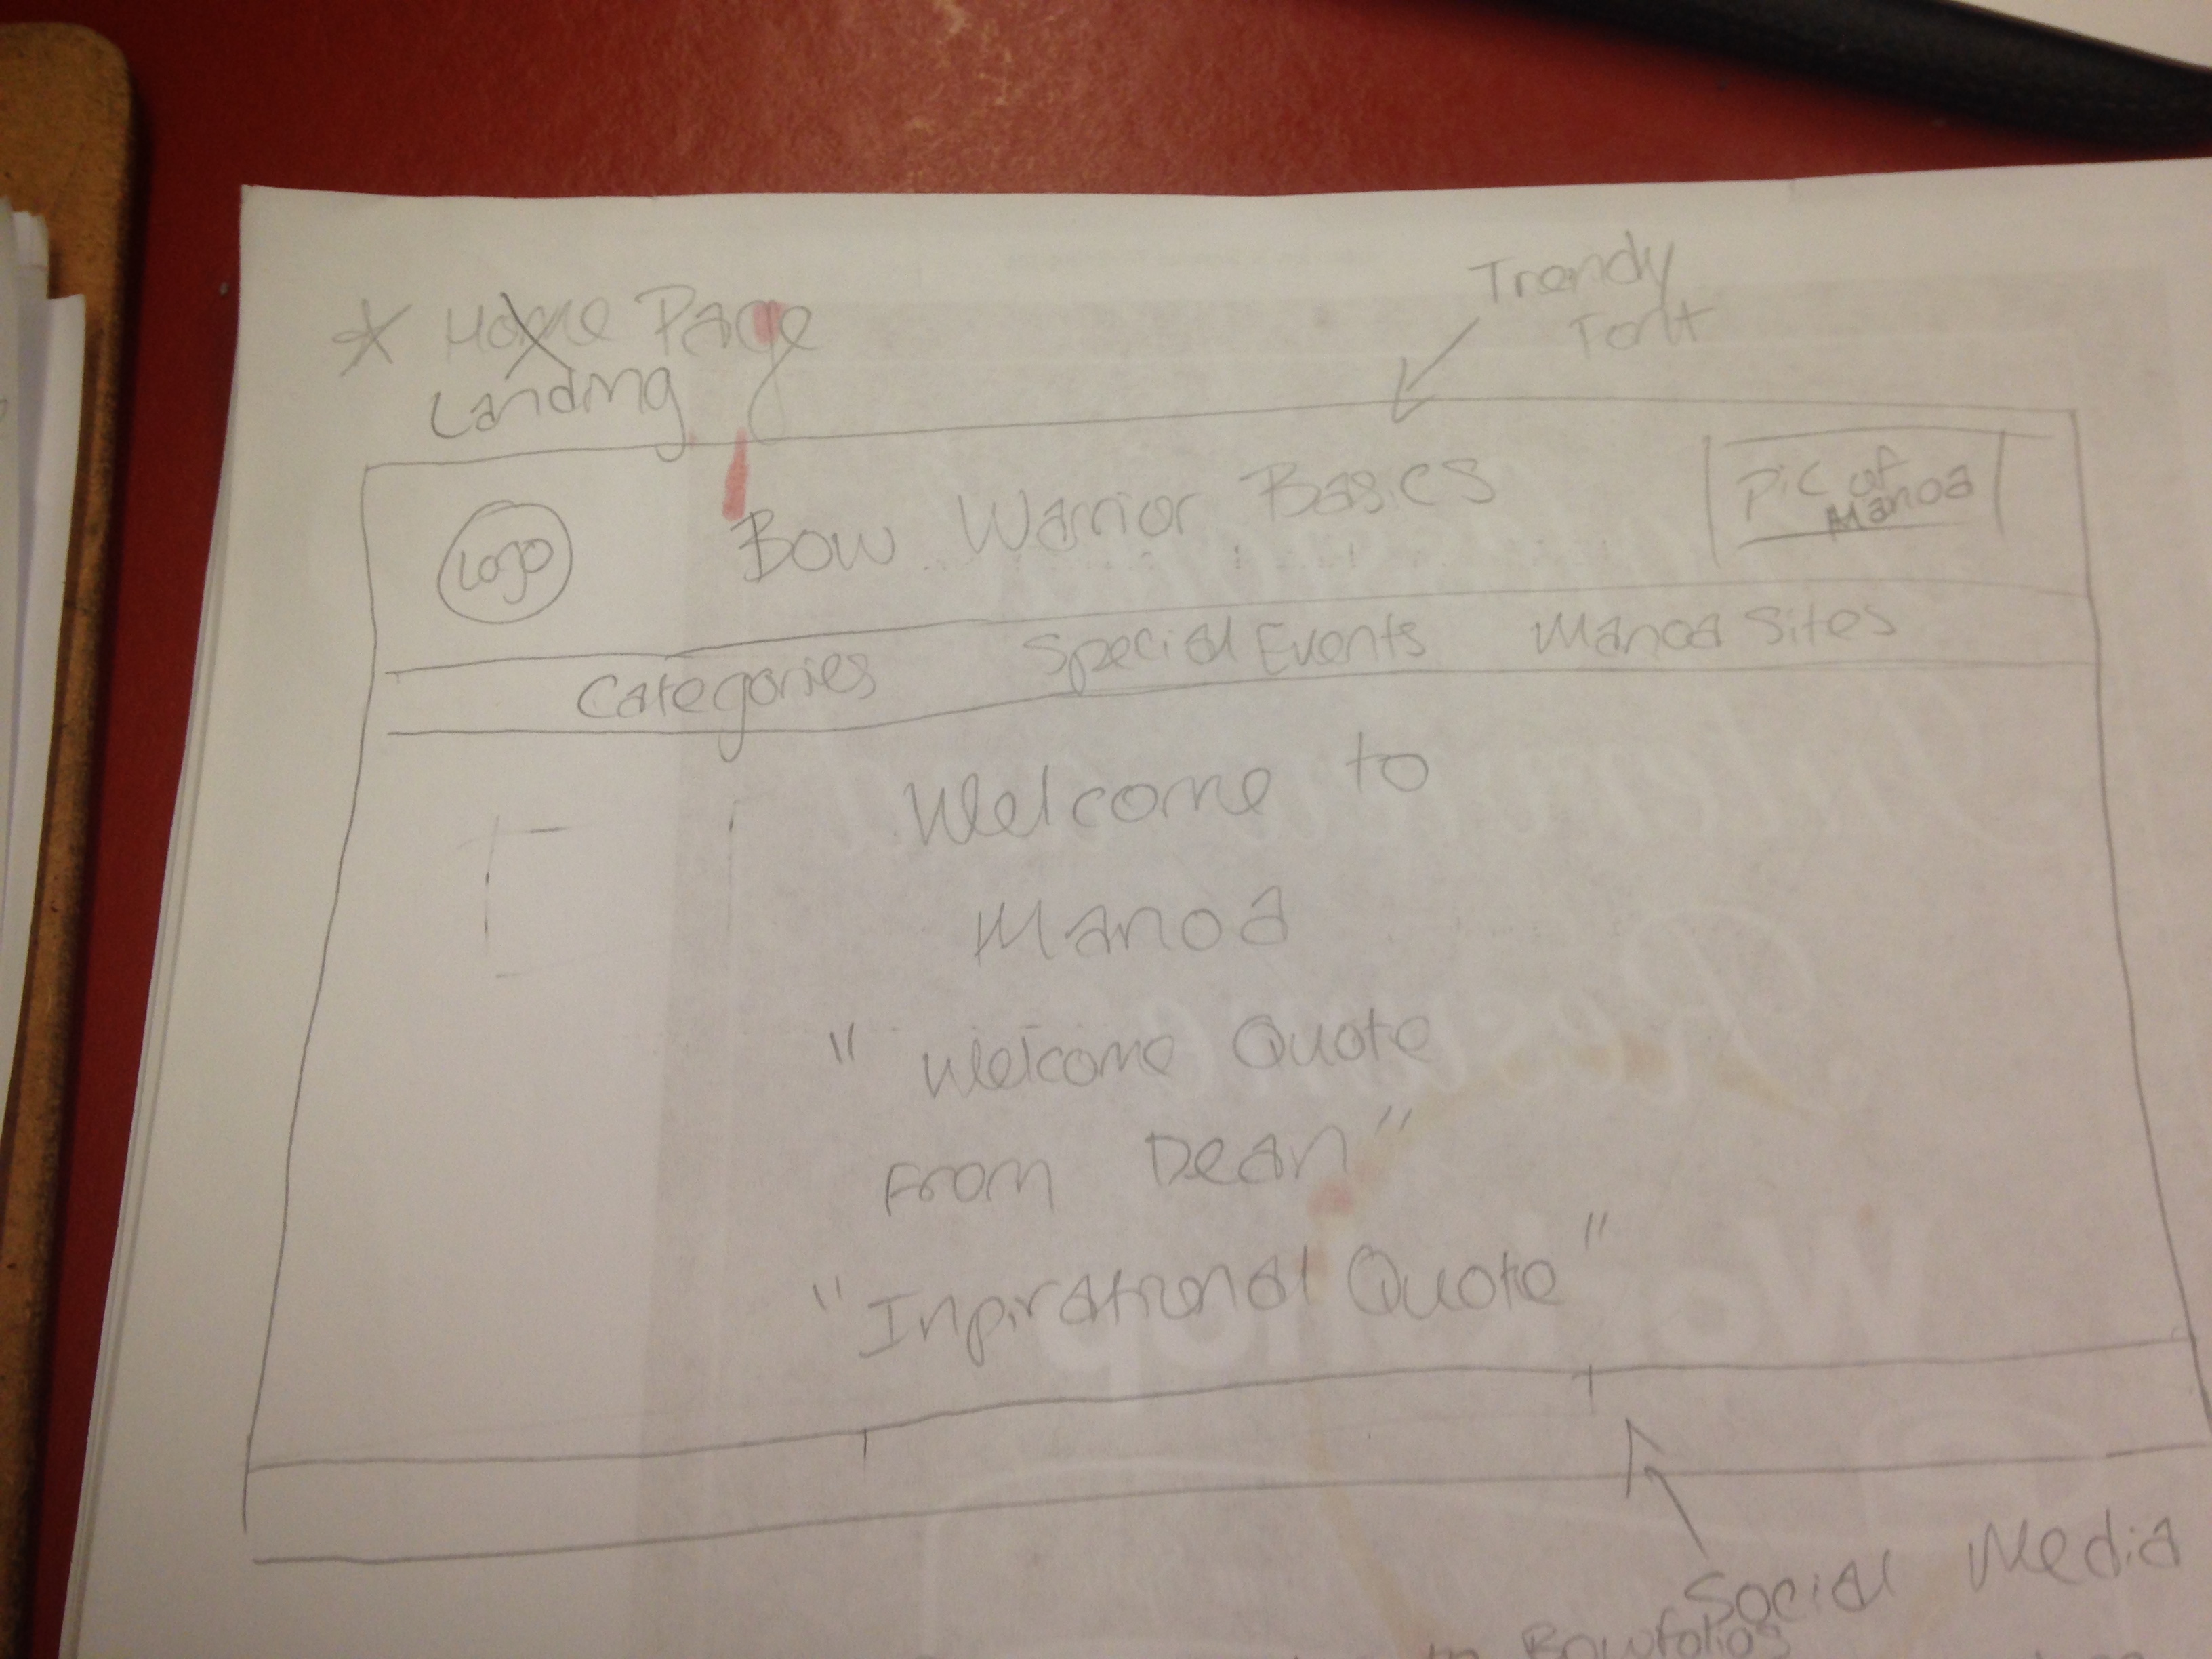 * Home Page
Landing
Trendy
Font
Logo
Bow Warrior Basics
Pic of
Manoa
Categories Special Events Manoa Sites
Welcome to
Manoa
" Welcome Quote
From Dean"
"Inpirational Quote"
Social Media
to Bowfolios